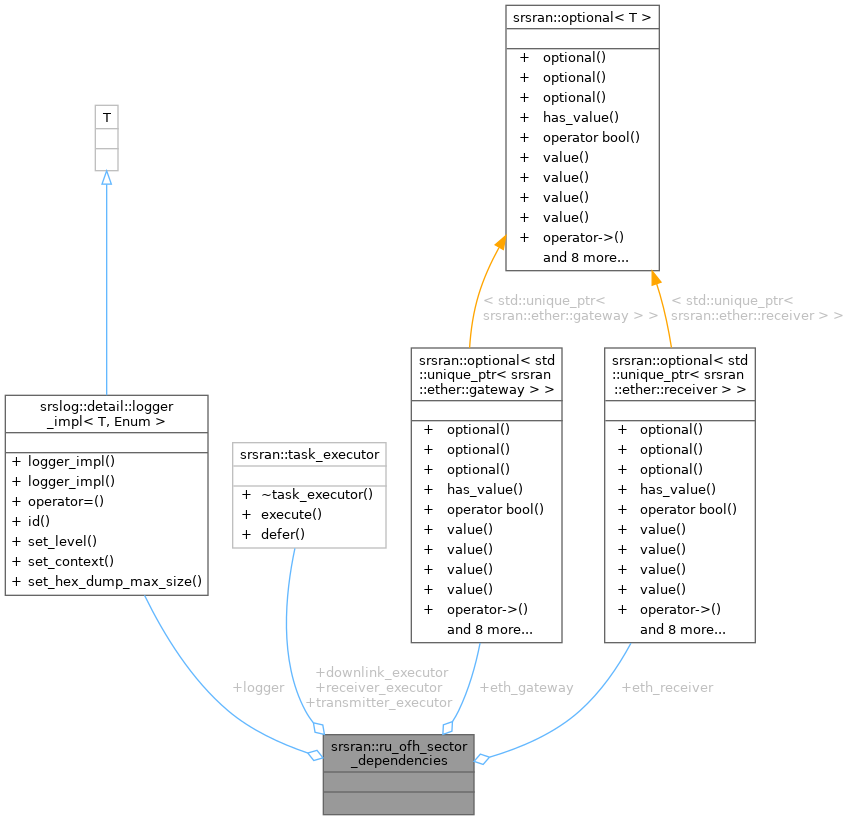 srsran::optional< T >
+ optional()
+ optional()
+ optional()
+ has_value()
+ operator bool()
+ value()
+ value()
+ value()
+ value()
+ operator->()
and 8 more...
T
< std::unique_ptr<
srsran::ether::gateway > >
< std::unique_ptr<
srsran::ether::receiver > >
srslog::detail::logger
_impl< T, Enum >
+ logger_impl()
+ logger_impl()
+ operator=()
+ id()
+ set_level()
+ set_context()
+ set_hex_dump_max_size()
srsran::task_executor
+ ~task_executor()
+ execute()
+ defer()
srsran::optional< std
::unique_ptr< srsran
::ether::gateway > >
+ optional()
+ optional()
+ optional()
+ has_value()
+ operator bool()
+ value()
+ value()
+ value()
+ value()
+ operator->()
and 8 more...
srsran::optional< std
::unique_ptr< srsran
::ether::receiver > >
+ optional()
+ optional()
+ optional()
+ has_value()
+ operator bool()
+ value()
+ value()
+ value()
+ value()
+ operator->()
and 8 more...
+logger
+downlink_executor
+receiver_executor
+transmitter_executor
+eth_gateway
+eth_receiver
srsran::ru_ofh_sector
_dependencies